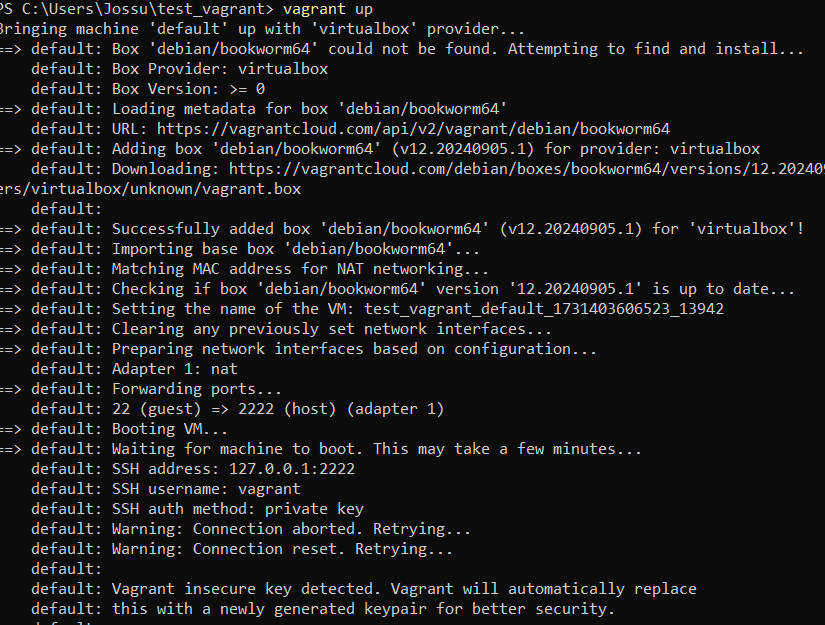 PS C:\Users\Jossu\test_vagrant> vagrant up
Bringing machine 'default' up with 'virtualbox' provider...
==> default: Box 'debian/bookworm64' could not be found. Attempting to find and install...
default: Box Provider: virtualbox
default: Box Version: >= 0
==> default: Loading metadata for box 'debian/bookworm64'
default: URL: https://vagrantcloud.com/api/v2/vagrant/debian/bookworm64
==> default: Adding box 'debian/bookworm64' (v12.20240905.1) for provider: virtualbox
default: Downloading: https://vagrantcloud.com/debian/boxes/bookworm64/versions/12.20240
ers/virtualbox/unknown/vagrant.box
default:
==> default: Successfully added box 'debian/bookworm64' (v12.20240905.1) for 'virtualbox'!
==> default: Importing base box 'debian/bookworm64'...
==> default: Matching MAC address for NAT networking...
==> default: Checking if box 'debian/bookworm64' version '12.20240905.1' is up to date...
==> default: Setting the name of the VM: test_vagrant_default_1731403606523_13942
==> default: Clearing any previously set network interfaces...
==> default: Preparing network interfaces based on configuration...
default: Adapter 1: nat
==> default: Forwarding ports...
default: 22 (guest) => 2222 (host) (adapter 1)
==> default: Booting VM...
==> default: Waiting for machine to boot. This may take a few minutes...
default: SSH address: 127.0.0.1:2222
default: SSH username: vagrant
default: SSH auth method: private key
default: Warning: Connection aborted. Retrying...
default: Warning: Connection reset. Retrying...
default:
default: Vagrant insecure key detected. Vagrant will automatically replace
default: this with a newly generated keypair for better security.